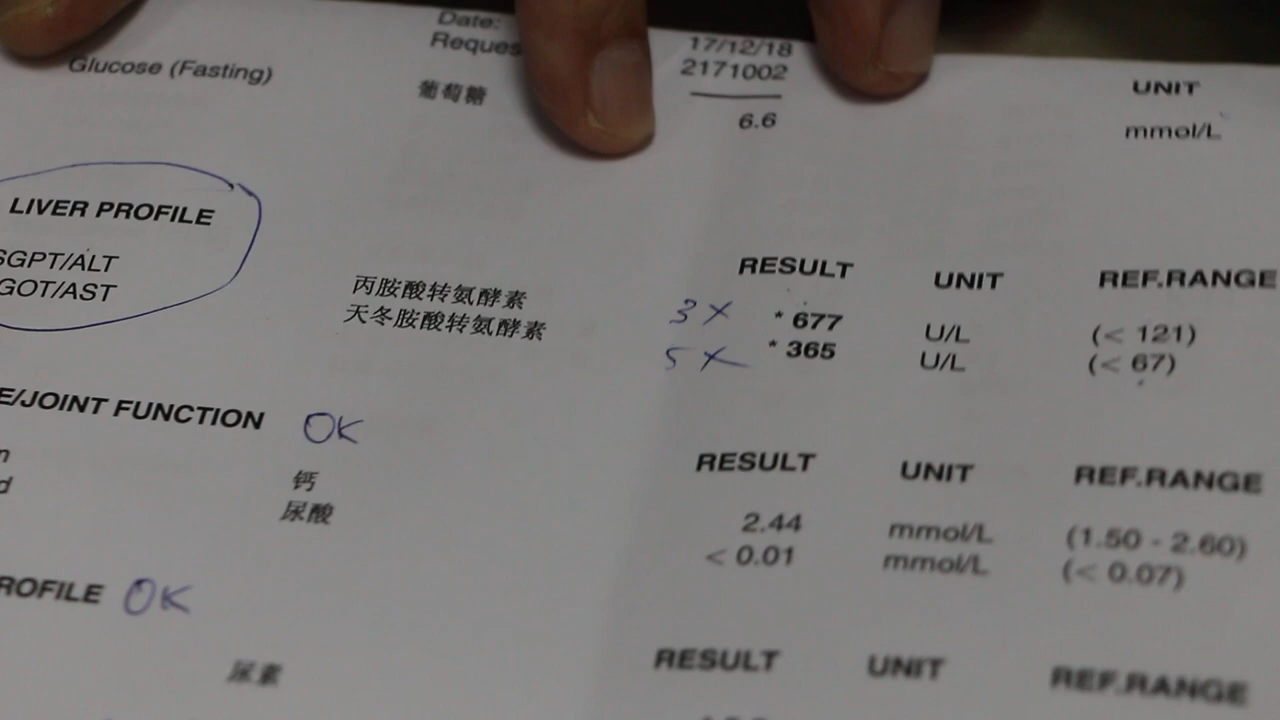 Date: 17/12/18
Reques 2171002 UNIT
Glucose (Fasting) 葡萄糖 6.6 mmol/L
LIVER PROFILE RESULT UNIT REF.RANGE
SGPT/ALT 丙胺酸转氨酵素 3X * 677 U/L (< 121)
GOT/AST 天冬胺酸转氨酵素 5X * 365 U/L (< 67)
E/JOINT FUNCTION OK RESULT UNIT REF.RANGE
n 钙 2.44 mmol/L (1.50 - 2.60)
d 尿酸 < 0.01 mmol/L (< 0.07)
ROFILE OK RESULT UNIT REF.RANGE
尿素